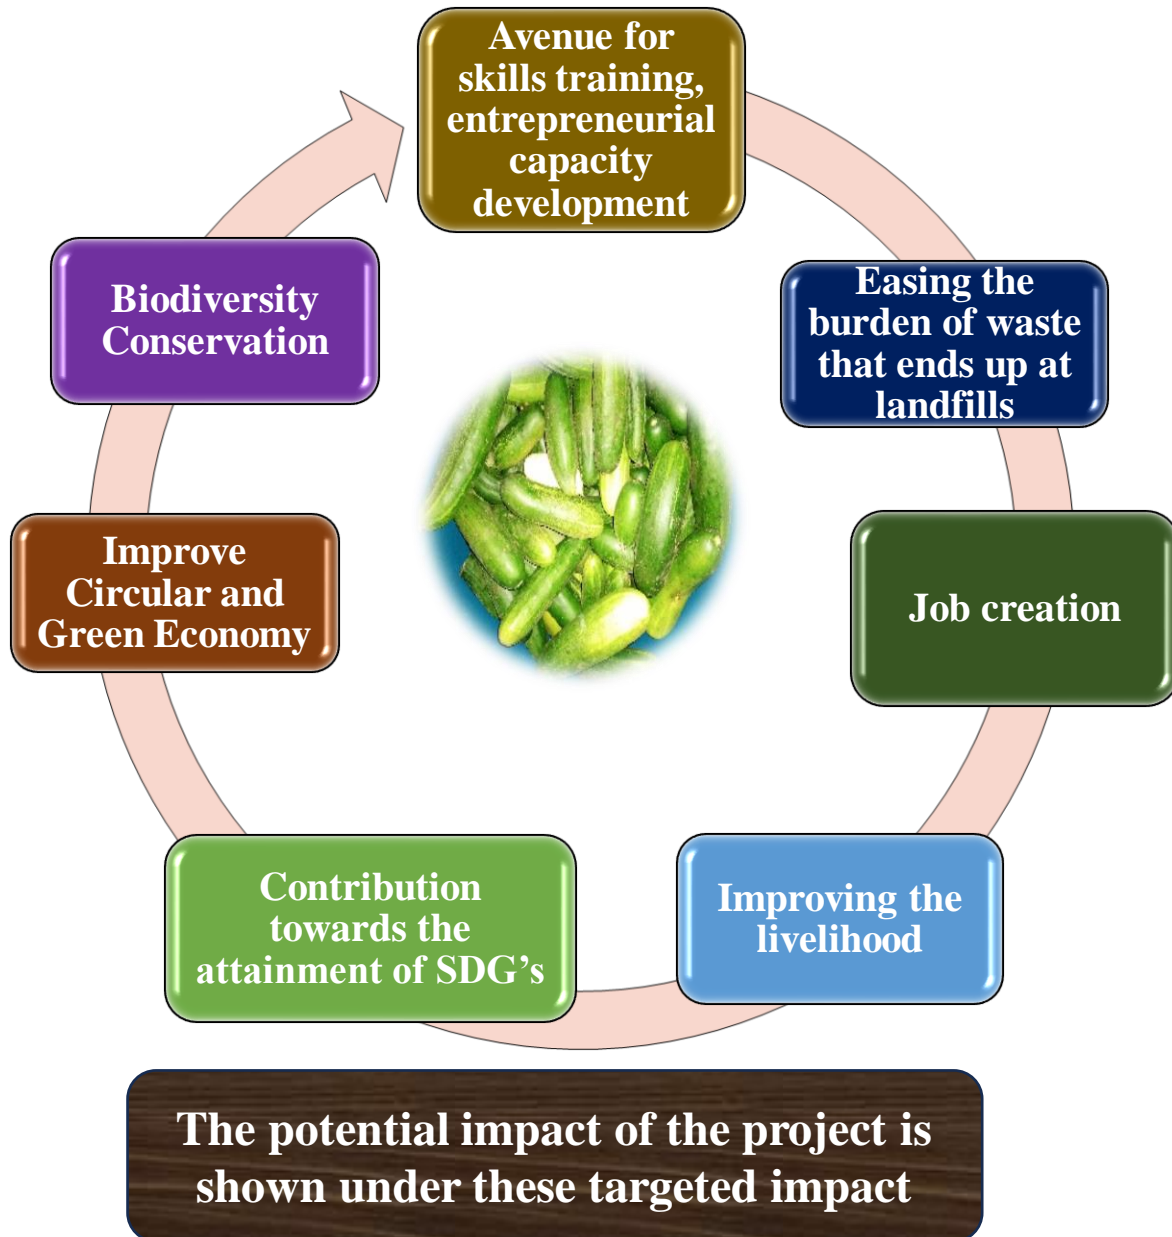 Avenue for
skills training,
entrepreneurial
capacity
development
Easing the
burden of waste
that ends up at
landfills
Job creation
Improving the
livelihood
Contribution
towards the
attainment of SDG’s
Improve
Circular and
Green Economy
Biodiversity
Conservation
The potential impact of the project is
shown under these targeted impact